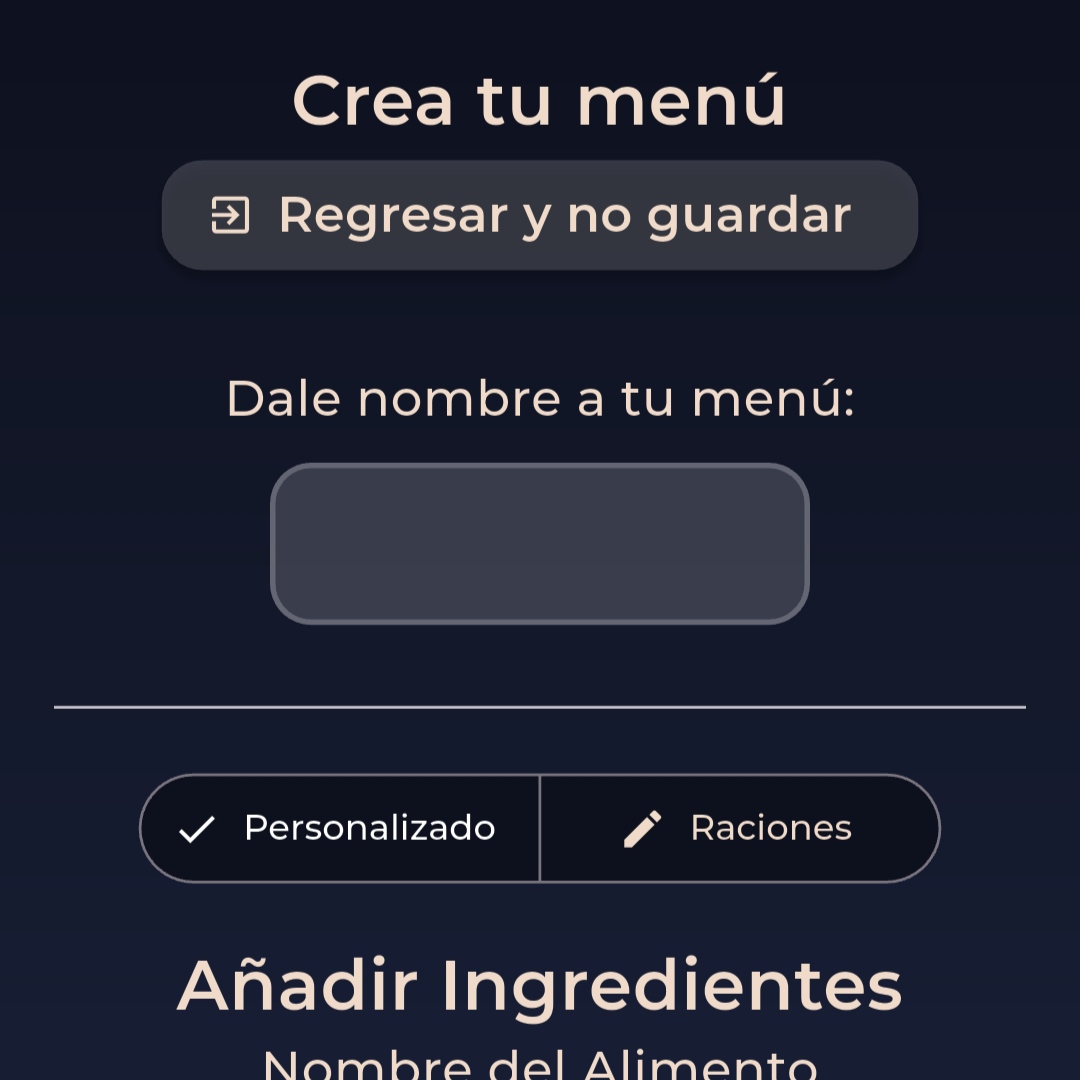 Crea tu menú
Regresar y no guardar
Dale nombre a tu menú:
Personalizado
Raciones
Añadir Ingredientes
Nombre del Alimento